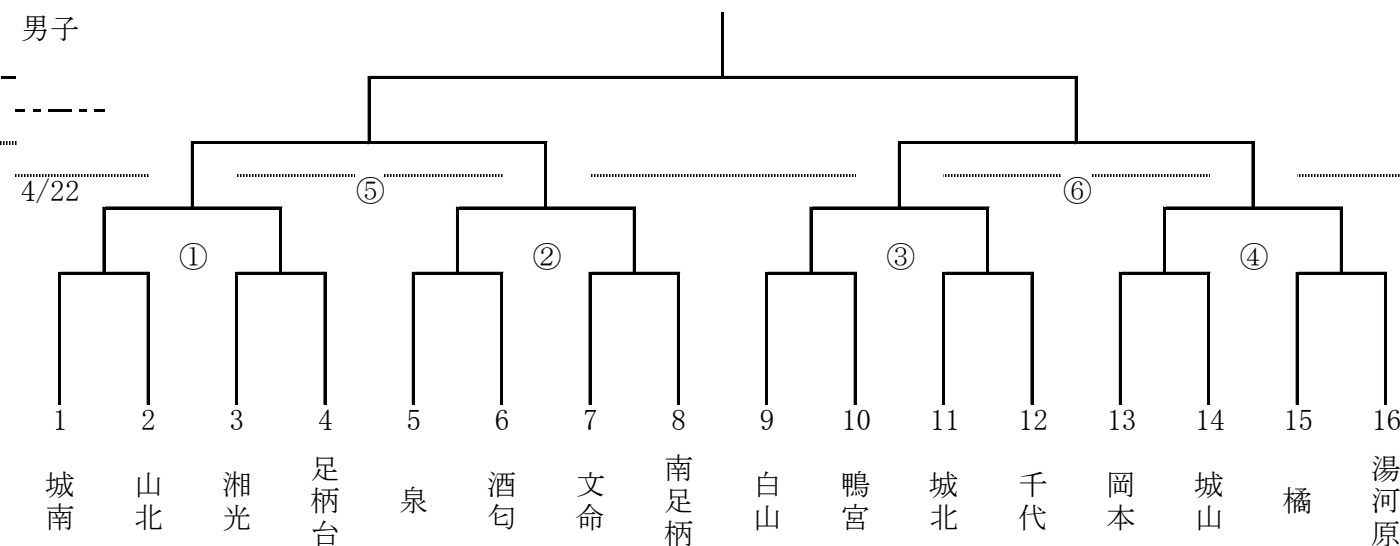 男子
4/22
⑤
⑥
①
②
③
④
1 2 3 4 5 6 7 8 9 10 11 12 13 14 15 16
城南
山北
湘光
足柄台
泉
酒匂
文命
南足柄
白山
鴨宮
城北
千代
岡本
城山
橘
湯河原